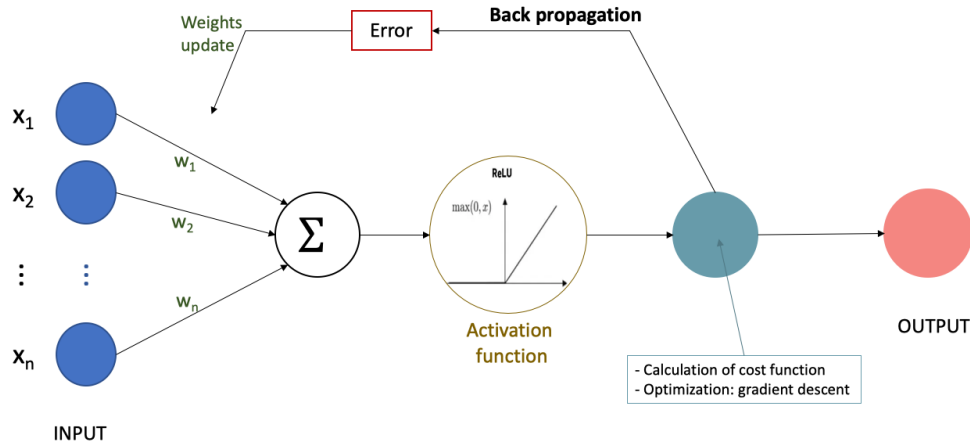 Back propagation
Weights
update
Error
x1
w1
ReLU
x2
max(0, x)
w2
Σ
⋮ ⋮
wn
Activation
function
OUTPUT
xn
- Calculation of cost function
- Optimization: gradient descent
INPUT